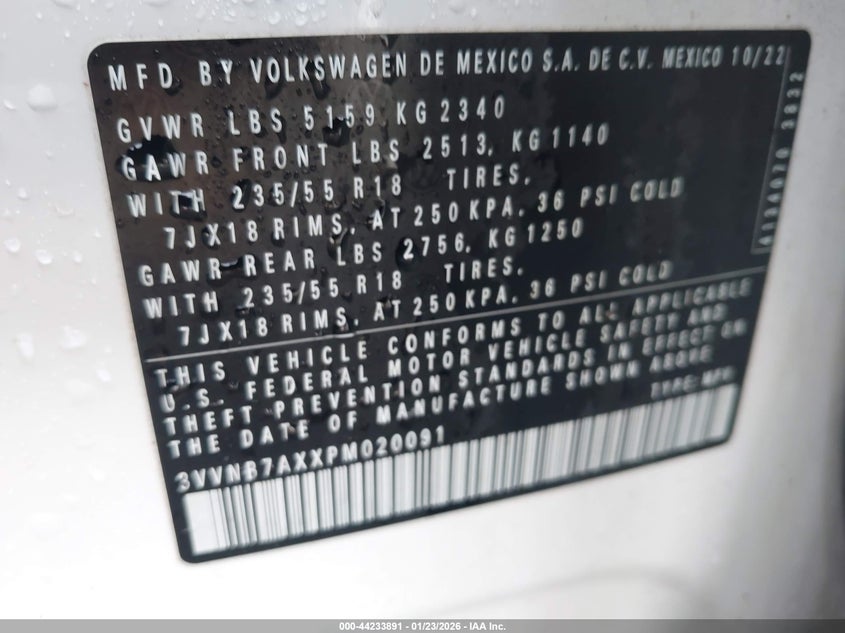 MFD BY VOLKSWAGEN DE MEXICO S.A. DE C.V. MEXICO 10/22
GVWR LBS 5159 KG 2340
GAWR FRONT LBS 2513, KG 1140
WITH 235/55 R18 TIRES.
7JX18 RIMS, AT 250 KPA. 36 PSI COLD
GAWR REAR LBS 2756, KG 1250
WITH 235/55 R18 TIRES.
7JX18 RIMS, AT 250 KPA. 36 PSI COLD
THIS VEHICLE CONFORMS TO ALL APPLICABLE
U.S. FEDERAL MOTOR VEHICLE SAFETY AND
THEFT PREVENTION STANDARDS IN EFFECT ON
THE DATE OF MANUFACTURE SHOWN ABOVE
TYPE: MPV
3VVNB7AXXPM020091
4134070 3832
000-44233891 - 01/23/2026 - IAA Inc.